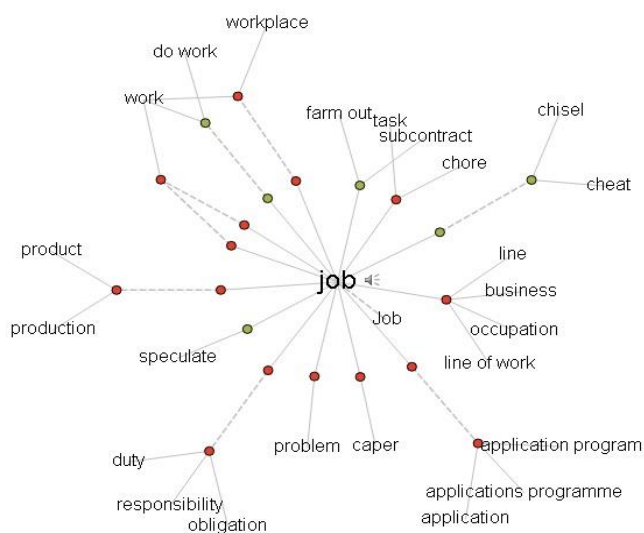 workplace
do work
work
farm out
task
subcontract
chore
chisel
cheat
product
production
job
Job
line
business
occupation
line of work
speculate
problem
caper
duty
responsibility
obligation
application program
applications programme
application